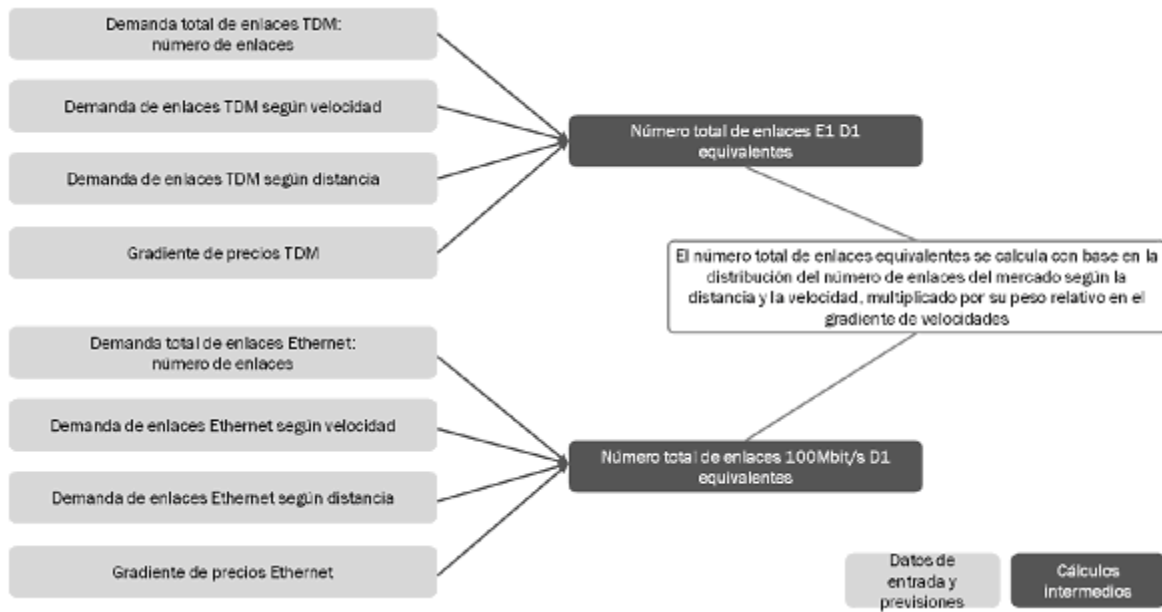 Demanda total de enlaces TDM:
número de enlaces
Demanda de enlaces TDM según velocidad
Demanda de enlaces TDM según distancia
Gradiente de precios TDM
Número total de enlaces E1 D1
equivalentes
El número total de enlaces equivalentes se calcula con base en la
distribución del número de enlaces del mercado según la
distancia y la velocidad, multiplicado por su peso relativo en el
gradiente de velocidades
Demanda total de enlaces Ethernet:
número de enlaces
Demanda de enlaces Ethernet según velocidad
Demanda de enlaces Ethernet según distancia
Gradiente de precios Ethernet
Número total de enlaces 100Mbit/s D1
equivalentes
Datos de
entrada y
previsiones
Cálculos
intermedios